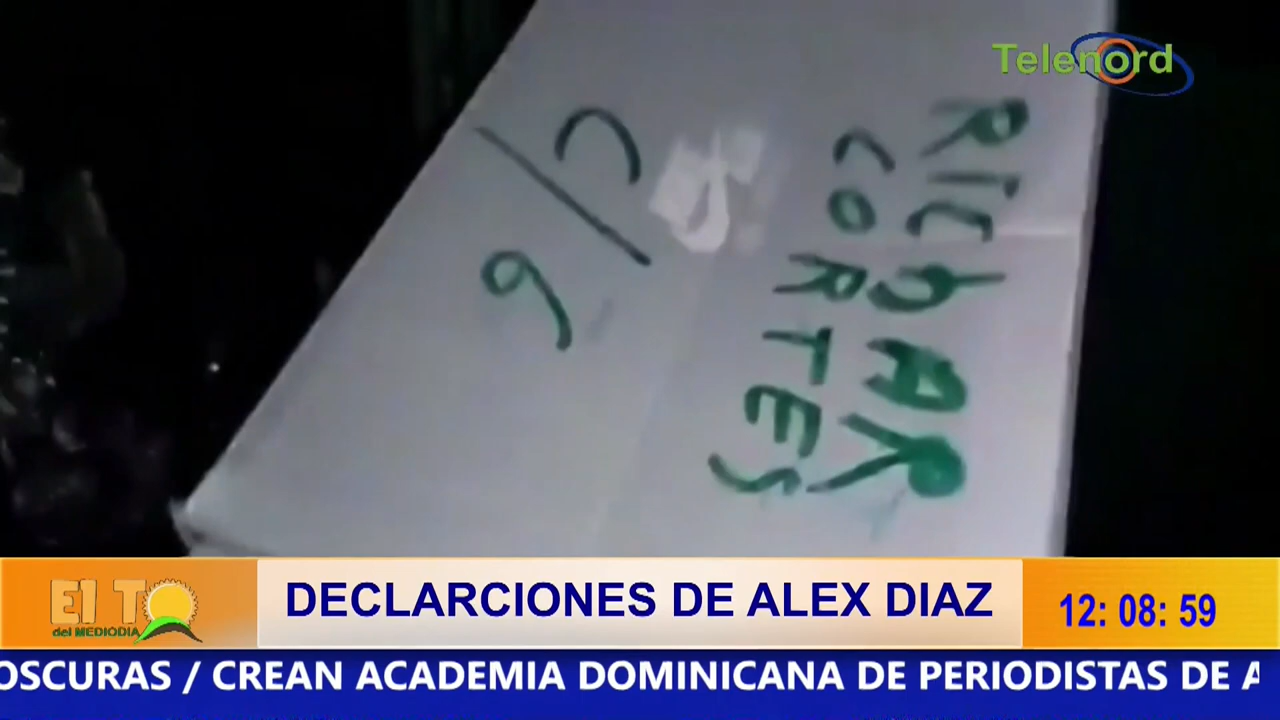 Telenord
RICHAR
CORTES
C/6
El TO
del MEDIODIA
DECLARCIONES DE ALEX DIAZ
12: 08: 59
OSCURAS / CREAN ACADEMIA DOMINICANA DE PERIODISTAS DE A